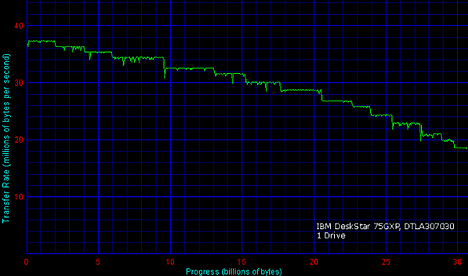 40
30
20
10
Transfer Rate (millions of bytes per second)
IBM DeskStar 75GXP, DTLA307030
1 Drive
0 5 10 15 20 25 30
Progress (billions of bytes)